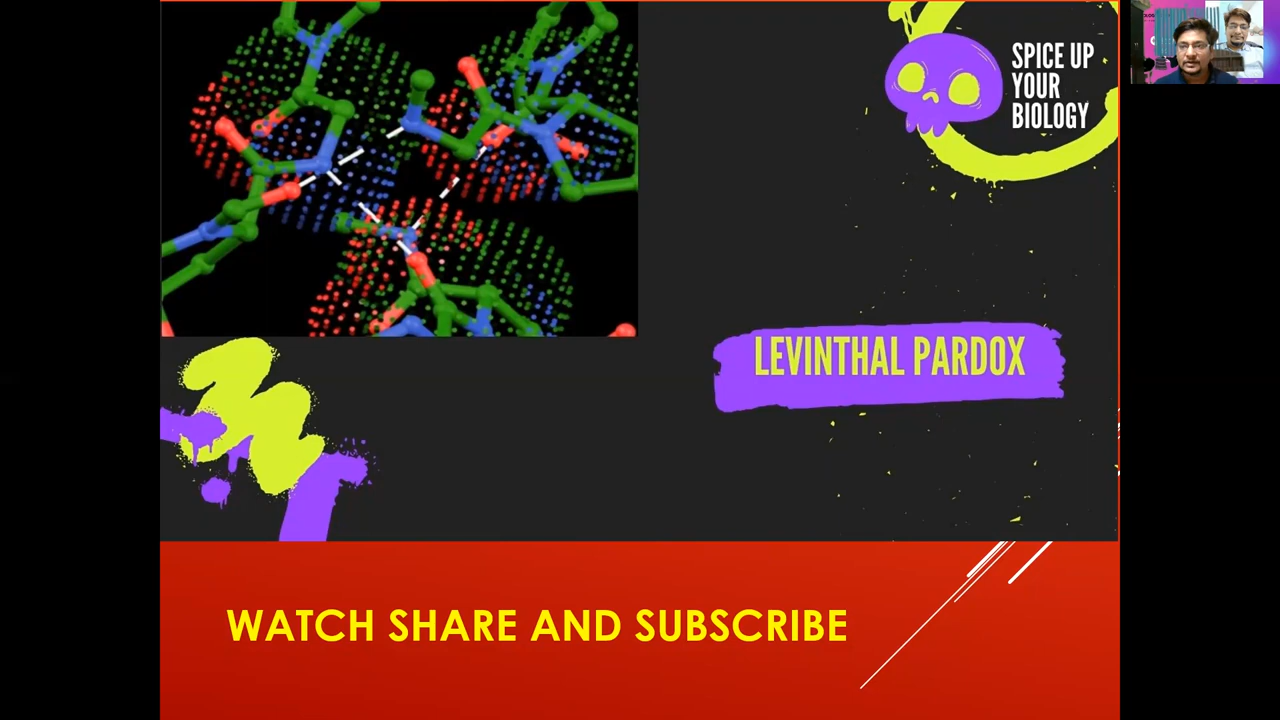 SPICE UP
YOUR
BIOLOGY
LEVINTHAL PARDOX
WATCH SHARE AND SUBSCRIBE